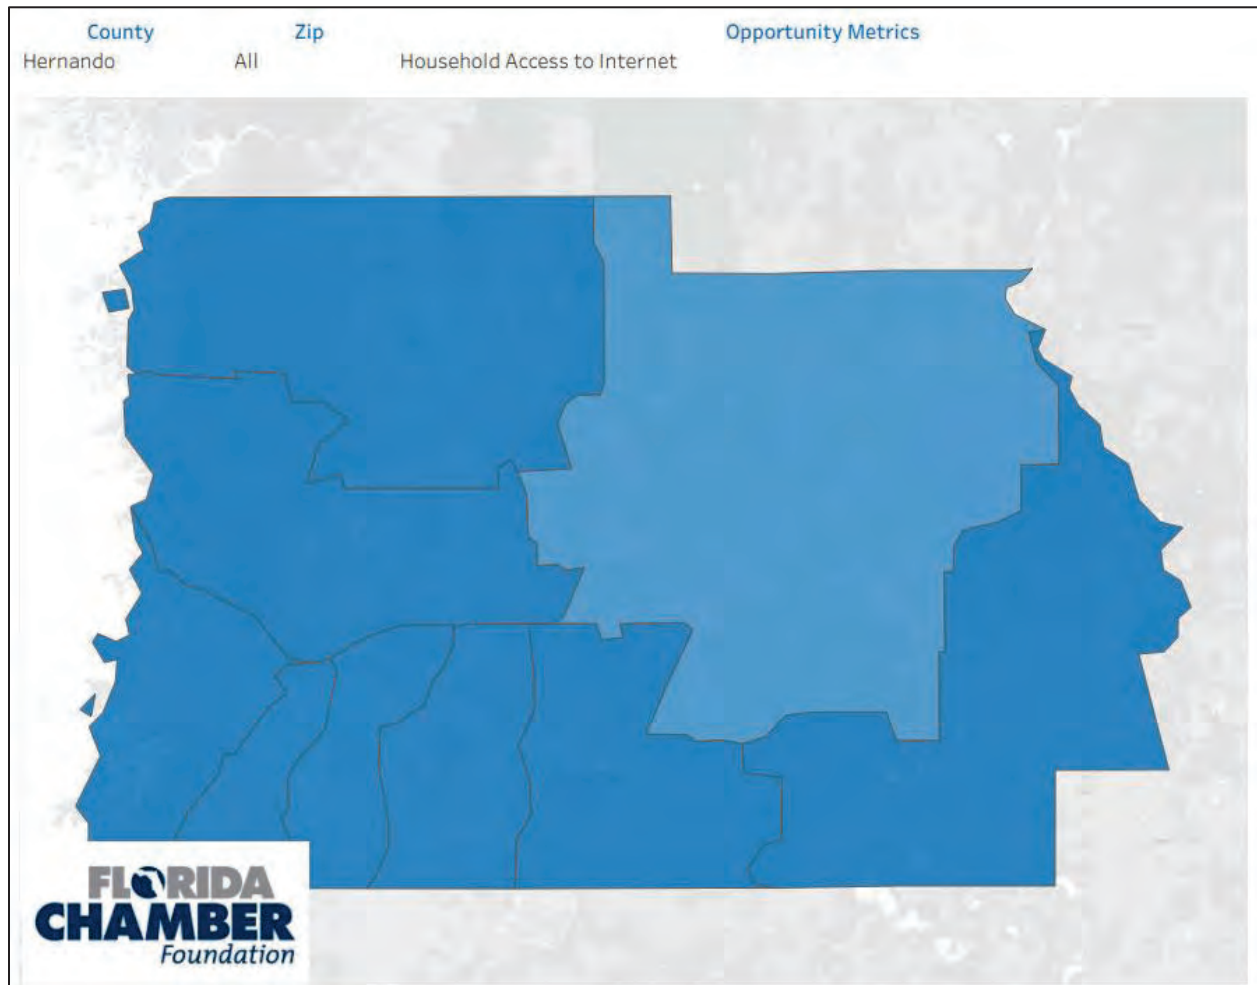 County Zip Opportunity Metrics
Hernando All Household Access to Internet
FLORIDA
CHAMBER
Foundation